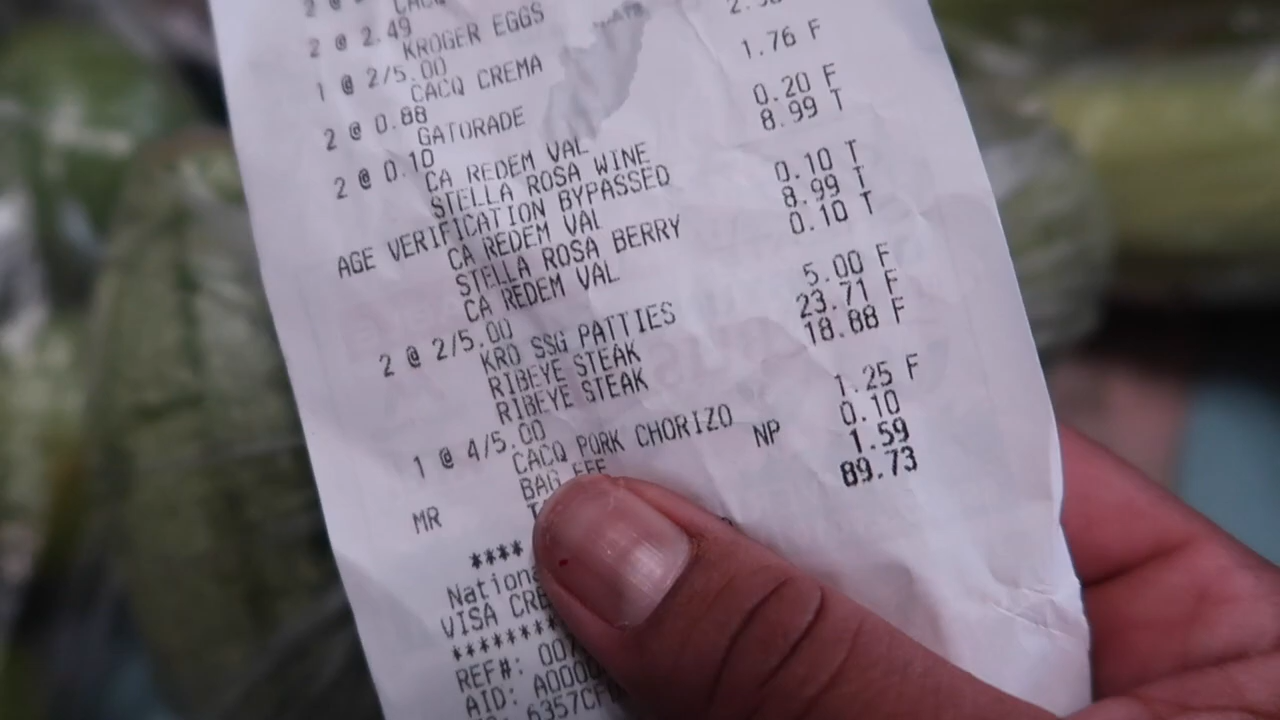 2 @ 2.49
KROGER EGGS
1 @ 2/5.00
CACQ CREMA 1.76 F
2 @ 0.88
GATORADE 0.20 F
2 @ 0.10
CA REDEM VAL 8.99 T
STELLA ROSA WINE
AGE VERIFICATION BYPASSED 0.10 T
CA REDEM VAL 8.99 T
STELLA ROSA BERRY 0.10 T
CA REDEM VAL
2 @ 2/5.00 5.00 F
KRO SSG PATTIES 23.71 F
RIBEYE STEAK 18.88 F
RIBEYE STEAK
1 @ 4/5.00 1.25 F
CACQ PORK CHORIZO 0.10
BAG FEE NP 1.59
MR 89.73
****
VISA
*********
REF#:
AID: